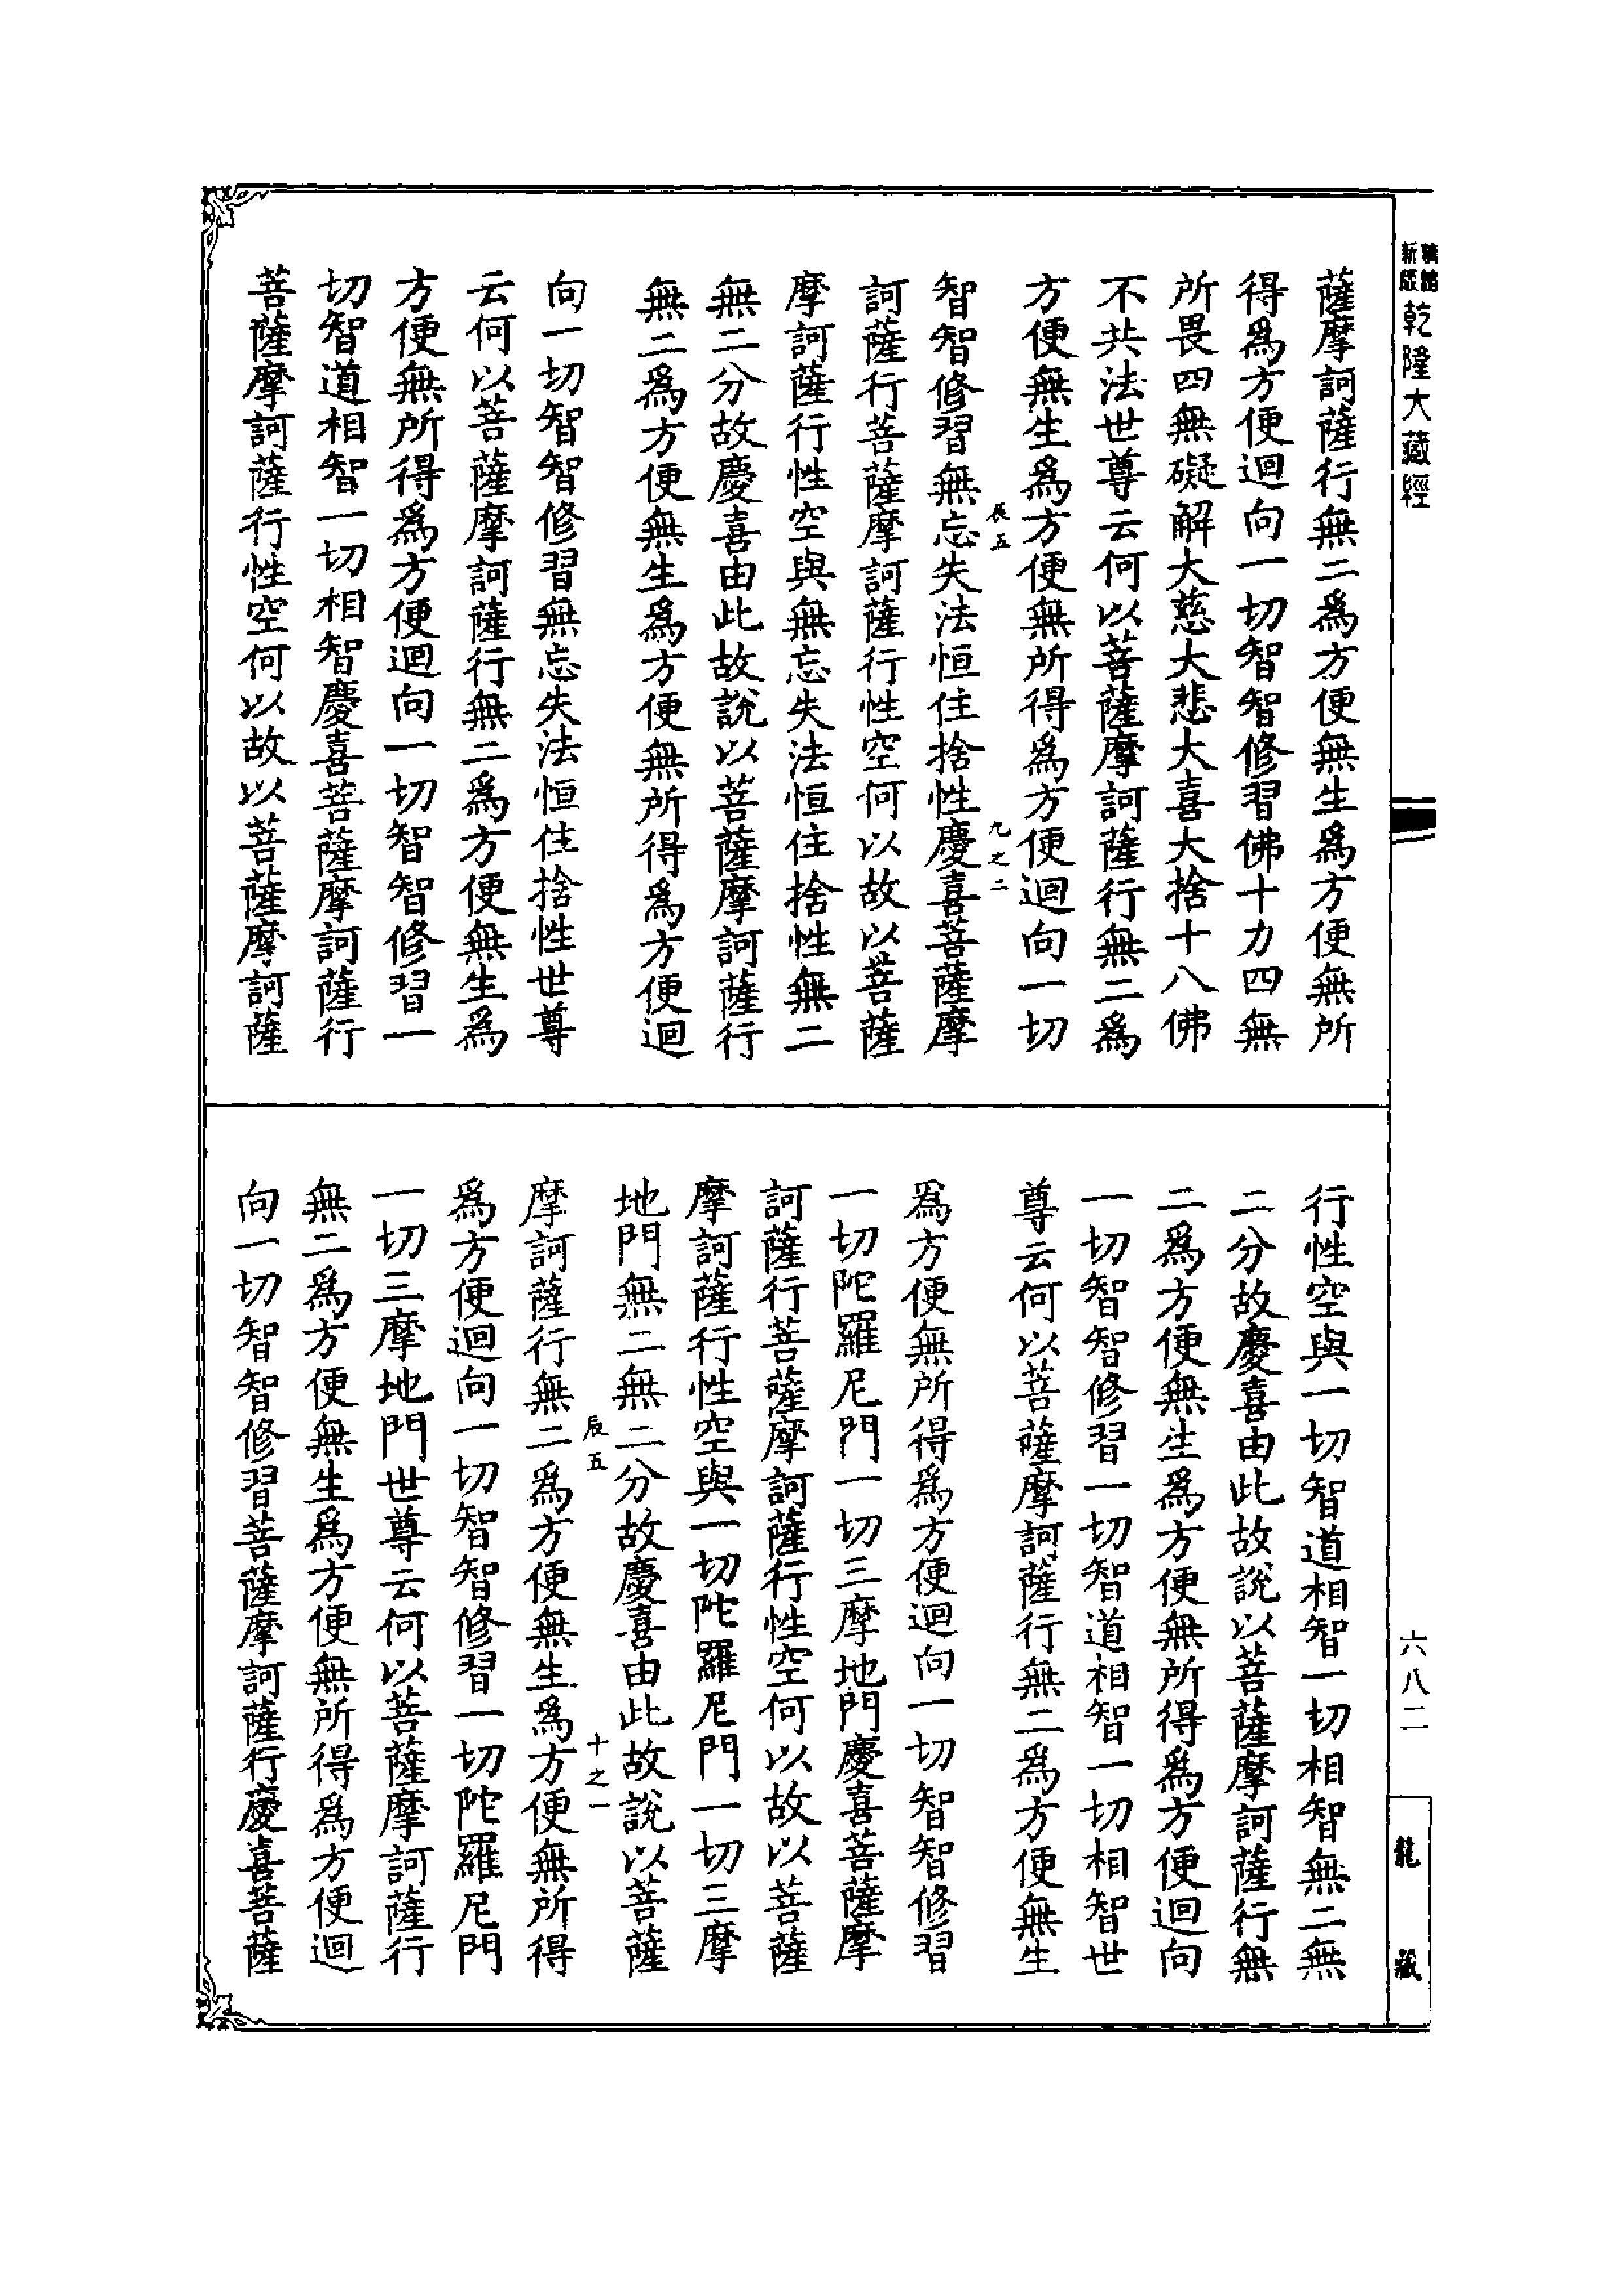 新版
乾隆大藏經
薩摩訶薩行無二爲方便無生爲方便無所
得爲方便迴向一切智智修習佛十力四無
所畏四無礙解大慈大悲大喜大捨十八佛
不共法世尊云何以菩薩摩訶薩行無二爲
方便無生爲方便無所得爲方便迴向一切
辰五
九之二
智智修習無忘失法恒住捨性慶喜菩薩摩
訶薩行菩薩摩訶薩行性空何以故以菩薩
摩訶薩行性空與無忘失法恒住捨性無二
無二分故慶喜由此故說以菩薩摩訶薩行
無二爲方便無生爲方便無所得爲方便迴
向一切智智修習無忘失法恒住捨性世尊
云何以菩薩摩訶薩行無二爲方便無生爲
方便無所得爲方便迴向一切智智修習一
切智道相智一切相智慶喜菩薩摩訶薩行
菩薩摩訶薩行性空何以故以菩薩摩訶薩
行性空與一切智道相智一切相智無二無
二分故慶喜由此故說以菩薩摩訶薩行無
二爲方便無生爲方便無所得爲方便迴向
一切智智修習一切智道相智一切相智世
尊云何以菩薩摩訶薩行無二爲方便無生
爲方便無所得爲方便迴向一切智智修習
一切陀羅尼門一切三摩地門慶喜菩薩摩
訶薩行菩薩摩訶薩行性空何以故以菩薩
摩訶薩行性空與一切陀羅尼門一切三摩
地門無二無二分故慶喜由此故說以菩薩
辰五
十之一
摩訶薩行無二爲方便無生爲方便無所得
爲方便迴向一切智智修習一切陀羅尼門
一切三摩地門世尊云何以菩薩摩訶薩行
無二爲方便無生爲方便無所得爲方便迴
向一切智智修習菩薩摩訶薩行慶喜菩薩
六八二
龍藏